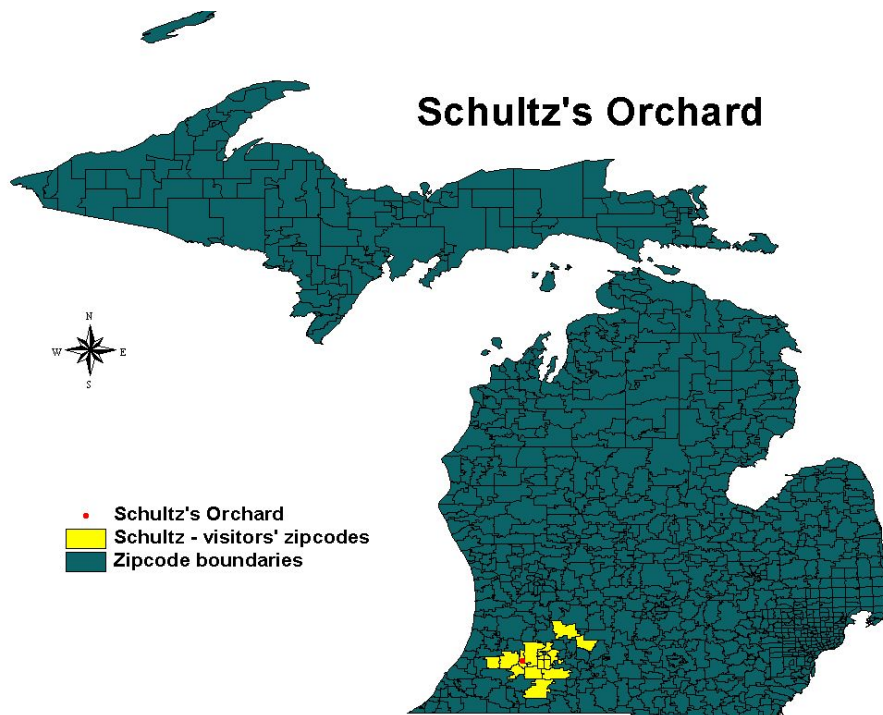 Schultz's Orchard
N
W E
S
Schultz's Orchard
Schultz - visitors' zipcodes
Zipcode boundaries